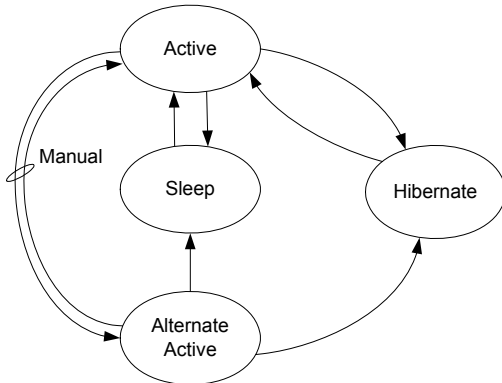 Active
Manual
Sleep
Hibernate
Alternate
Active